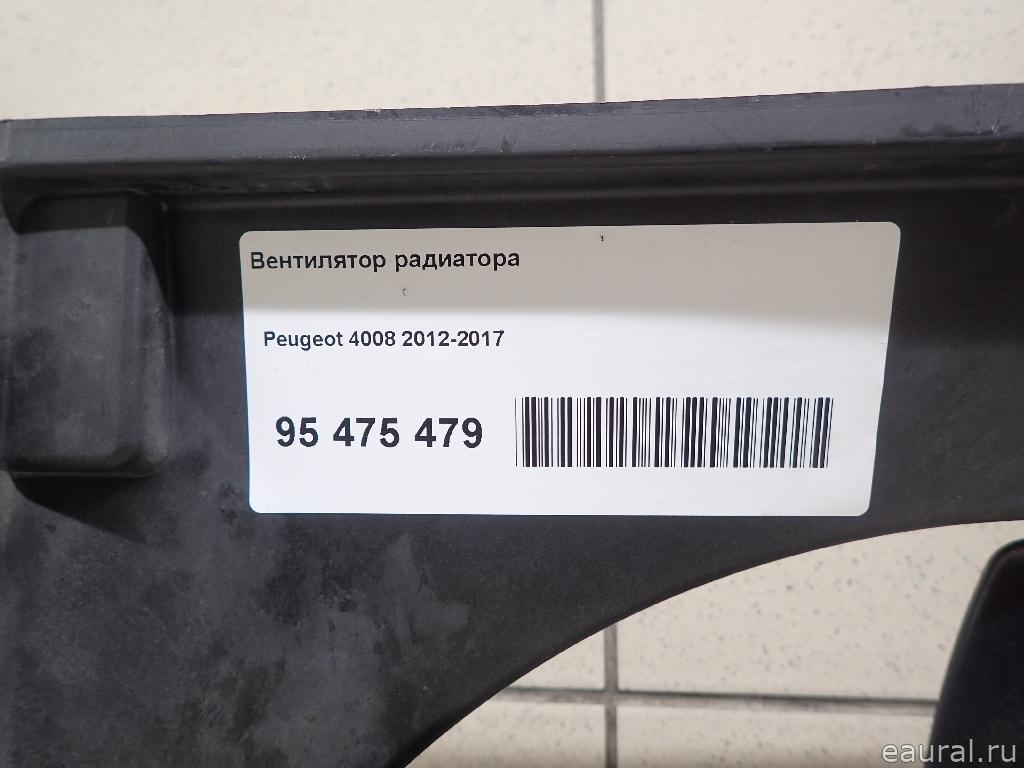 Вентилятор радиатора
Peugeot 4008 2012-2017
95 475 479
eaural.ru